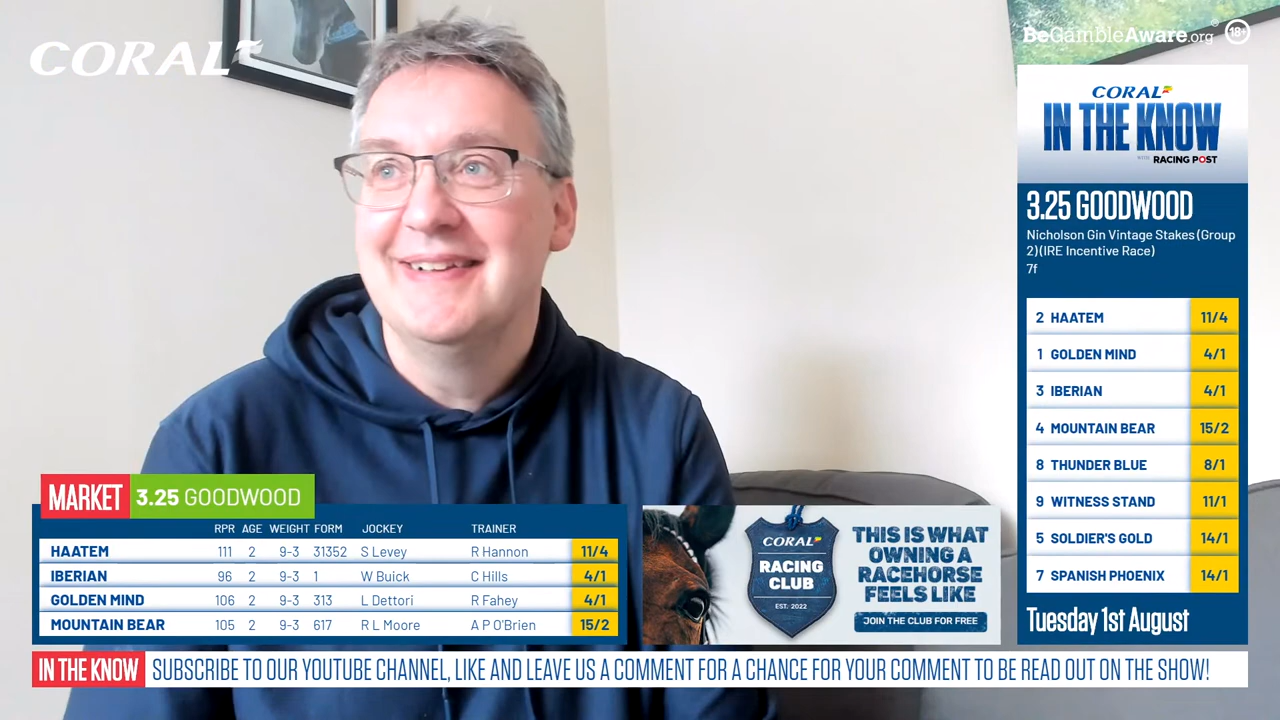 CORAL
BeGambleAware.org® 18+
CORAL
IN THE KNOW
WITH RACING POST
3.25 GOODWOOD
Nicholson Gin Vintage Stakes (Group
2) (IRE Incentive Race)
7f
2 HAATEM 11/4
1 GOLDEN MIND 4/1
3 IBERIAN 4/1
4 MOUNTAIN BEAR 15/2
8 THUNDER BLUE 8/1
9 WITNESS STAND 11/1
5 SOLDIER'S GOLD 14/1
7 SPANISH PHOENIX 14/1
Tuesday 1st August
MARKET 3.25 GOODWOOD
RPR AGE WEIGHT FORM JOCKEY TRAINER
HAATEM 111 2 9-3 31352 S Levey R Hannon 11/4
IBERIAN 96 2 9-3 1 W Buick C Hills 4/1
GOLDEN MIND 106 2 9-3 313 L Dettori R Fahey 4/1
MOUNTAIN BEAR 105 2 9-3 617 R L Moore A P O'Brien 15/2
CORAL
RACING
CLUB
EST. 2022
THIS IS WHAT
OWNING A
RACEHORSE
FEELS LIKE
JOIN THE CLUB FOR FREE
IN THE KNOW SUBSCRIBE TO OUR YOUTUBE CHANNEL, LIKE AND LEAVE US A COMMENT FOR A CHANCE FOR YOUR COMMENT TO BE READ OUT ON THE SHOW!